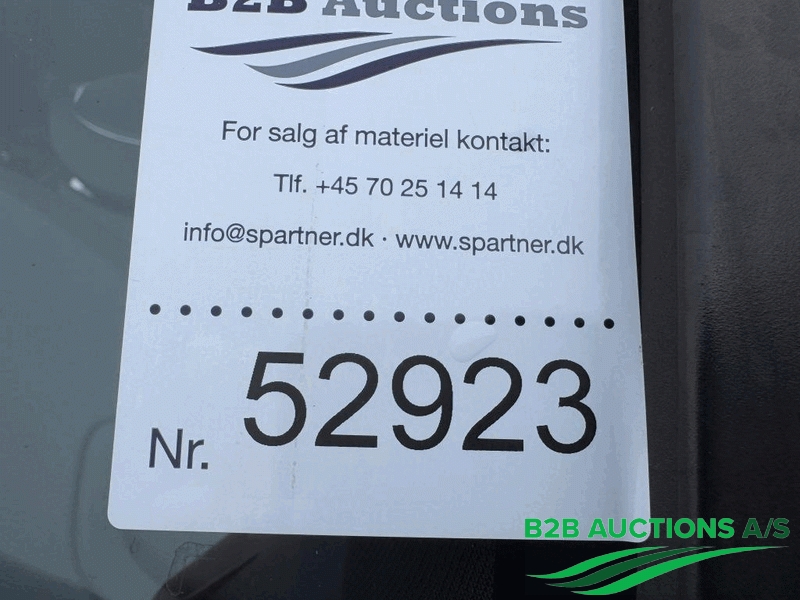 B2B Auctions
For salg af materiel kontakt:
Tlf. +45 70 25 14 14
info@spartner.dk · www.spartner.dk
Nr. 52923
B2B AUCTIONS A/S